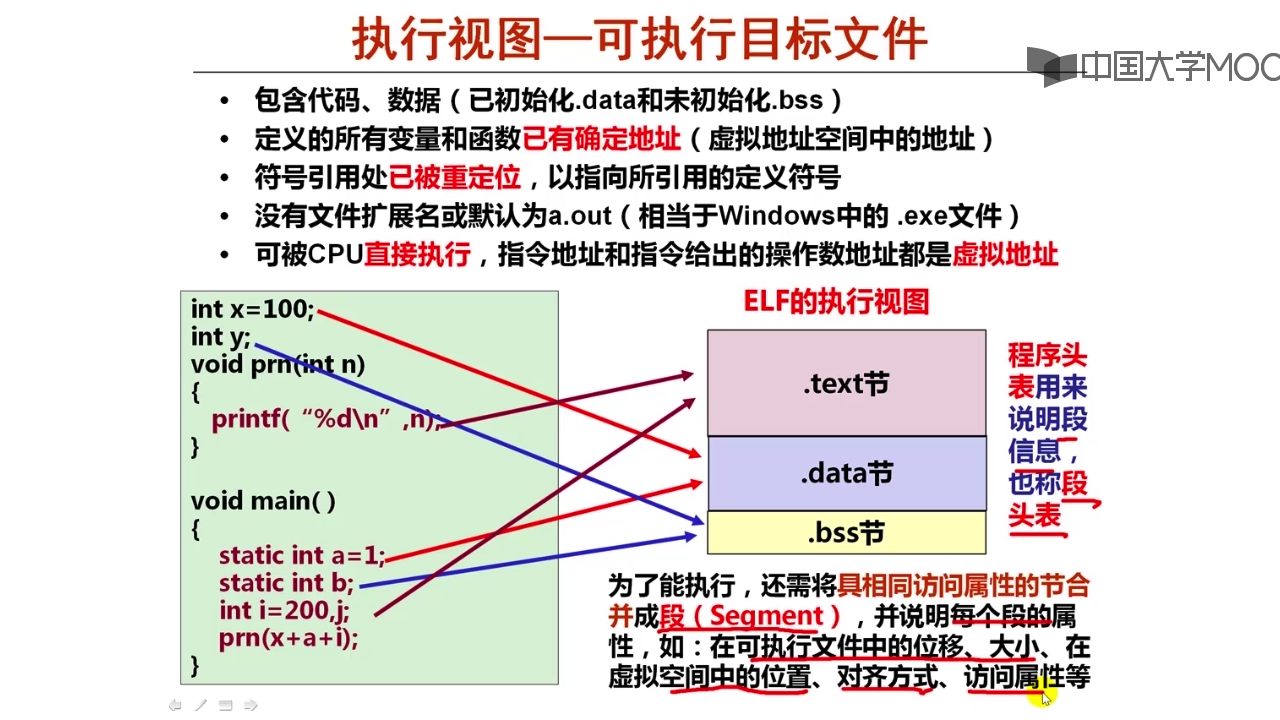 执行视图—可执行目标文件
中国大学MOO
• 包含代码、数据（已初始化.data和未初始化.bss）
• 定义的所有变量和函数已有确定地址（虚拟地址空间中的地址）
• 符号引用处已被重定位，以指向所引用的定义符号
• 没有文件扩展名或默认为a.out（相当于Windows中的 .exe文件）
• 可被CPU直接执行，指令地址和指令给出的操作数地址都是虚拟地址
int x=100;
int y;
void prn(int n)
{
printf( “%d\n” ,n);
}
void main( )
{
static int a=1;
static int b;
int i=200,j;
prn(x+a+i);
}
ELF的执行视图
.text节
.data节
.bss节
程序头
表用来
说明段
信息，
也称段
头表
为了能执行，还需将具相同访问属性的节合
并成段（Segment），并说明每个段的属
性，如：在可执行文件中的位移、大小、在
虚拟空间中的位置、对齐方式、访问属性等